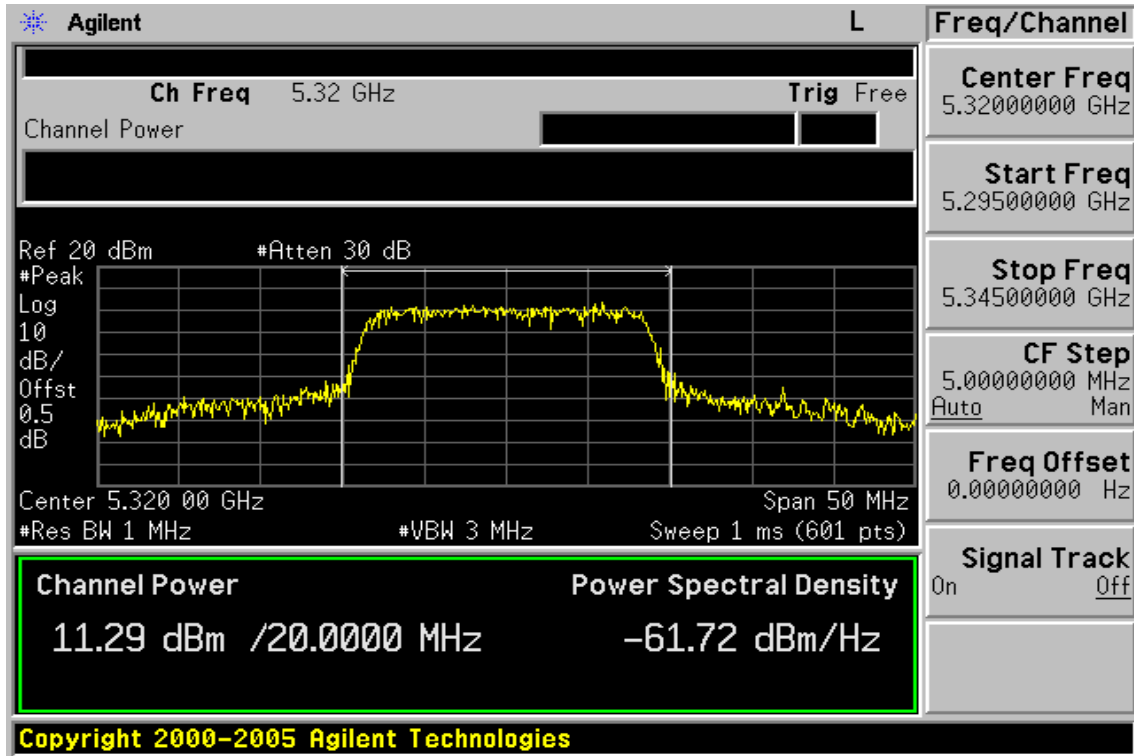 Agilent L
Ch Freq 5.32 GHz Trig Free
Channel Power
Ref 20 dBm #Atten 30 dB
#Peak
Log
10
dB/
Offst
0.5
dB
Center 5.320 00 GHz Span 50 MHz
#Res BW 1 MHz #VBW 3 MHz Sweep 1 ms (601 pts)
Channel Power Power Spectral Density
11.29 dBm /20.0000 MHz -61.72 dBm/Hz
Copyright 2000-2005 Agilent Technologies
Freq/Channel
Center Freq
5.32000000 GHz
Start Freq
5.29500000 GHz
Stop Freq
5.34500000 GHz
CF Step
5.00000000 MHz
Auto Man
Freq Offset
0.00000000 Hz
Signal Track
On Off